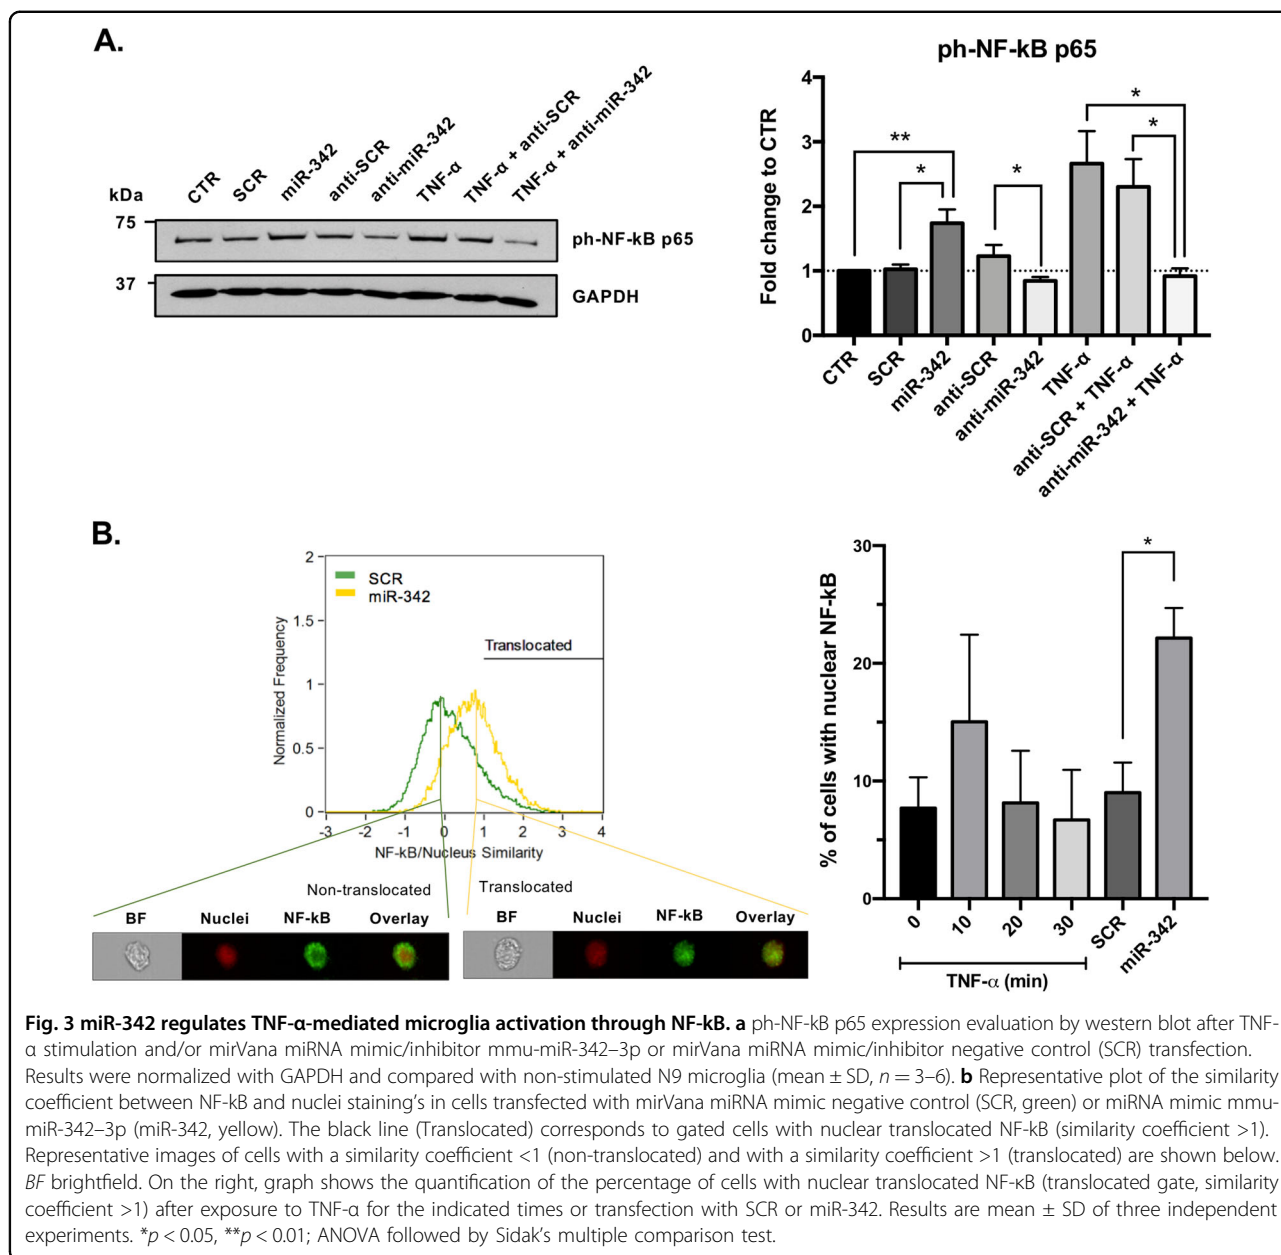 A.
kDa
CTR
SCR
miR-342
anti-SCR
anti-miR-342
TNF-α
TNF-α + anti-SCR
TNF-α + anti-miR-342
75
ph-NF-kB p65
37
GAPDH
ph-NF-kB p65
Fold change to CTR
4
3
2
1
0
**
*
*
*
*
CTR
SCR
miR-342
anti-SCR
anti-miR-342
TNF-α
anti-SCR + TNF-α
anti-miR-342 + TNF-α
B.
Normalized Frequency
2
1.5
1
0.5
0
SCR
miR-342
Translocated
-3 -2 -1 0 1 2 3 4
NF-kB/Nucleus Similarity
Non-translocated
Translocated
BF Nuclei NF-kB Overlay
BF Nuclei NF-kB Overlay
% of cells with nuclear NF-kB
30
20
10
0
*
0 10 20 30 SCR miR-342
TNF-α (min)
Fig. 3 miR-342 regulates TNF-α-mediated microglia activation through NF-kB. a ph-NF-kB p65 expression evaluation by western blot after TNF-
α stimulation and/or mirVana miRNA mimic/inhibitor mmu-miR-342–3p or mirVana miRNA mimic/inhibitor negative control (SCR) transfection.
Results were normalized with GAPDH and compared with non-stimulated N9 microglia (mean ± SD, n = 3–6). b Representative plot of the similarity
coefficient between NF-kB and nuclei staining's in cells transfected with mirVana miRNA mimic negative control (SCR, green) or miRNA mimic mmu-
miR-342–3p (miR-342, yellow). The black line (Translocated) corresponds to gated cells with nuclear translocated NF-kB (similarity coefficient >1).
Representative images of cells with a similarity coefficient <1 (non-translocated) and with a similarity coefficient >1 (translocated) are shown below.
BF brightfield. On the right, graph shows the quantification of the percentage of cells with nuclear translocated NF-κB (translocated gate, similarity
coefficient >1) after exposure to TNF-α for the indicated times or transfection with SCR or miR-342. Results are mean ± SD of three independent
experiments. *p < 0.05, **p < 0.01; ANOVA followed by Sidak's multiple comparison test.